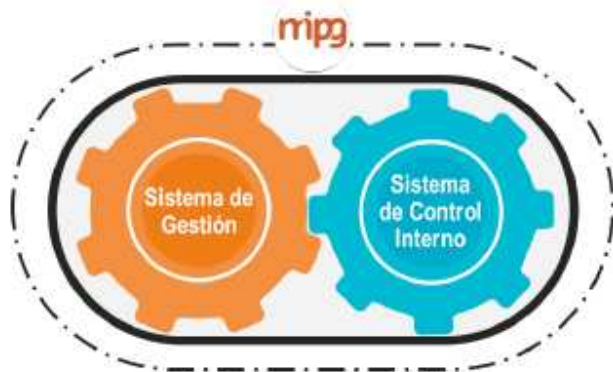 mipg
Sistema de
Gestión
Sistema
de Control
Interno